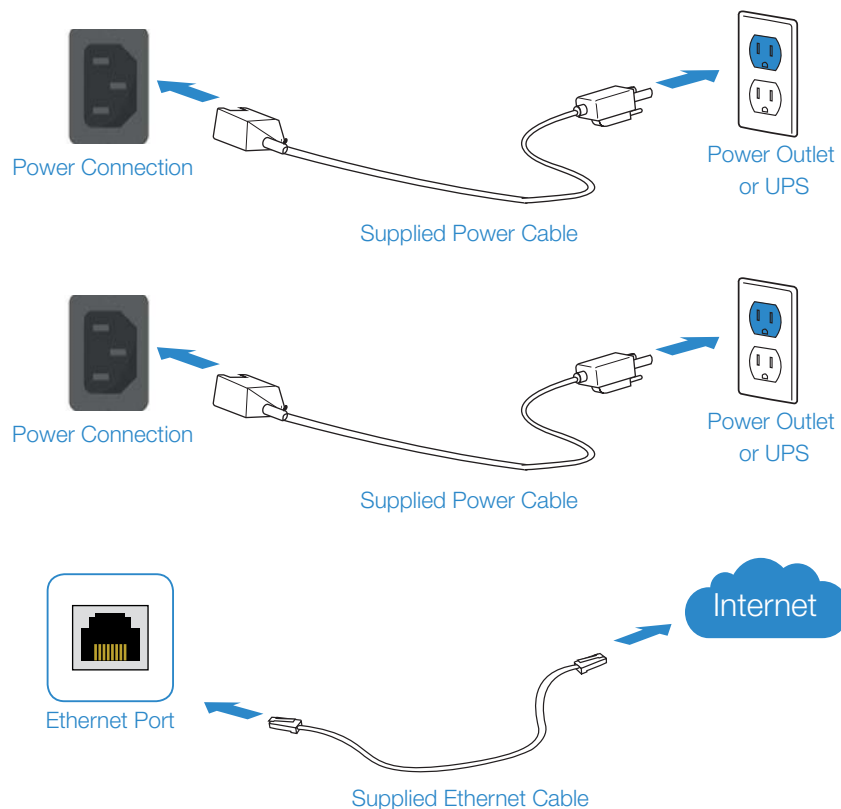 Power Connection
Power Outlet
or UPS
Supplied Power Cable
Power Connection
Power Outlet
or UPS
Supplied Power Cable
Internet
Ethernet Port
Supplied Ethernet Cable